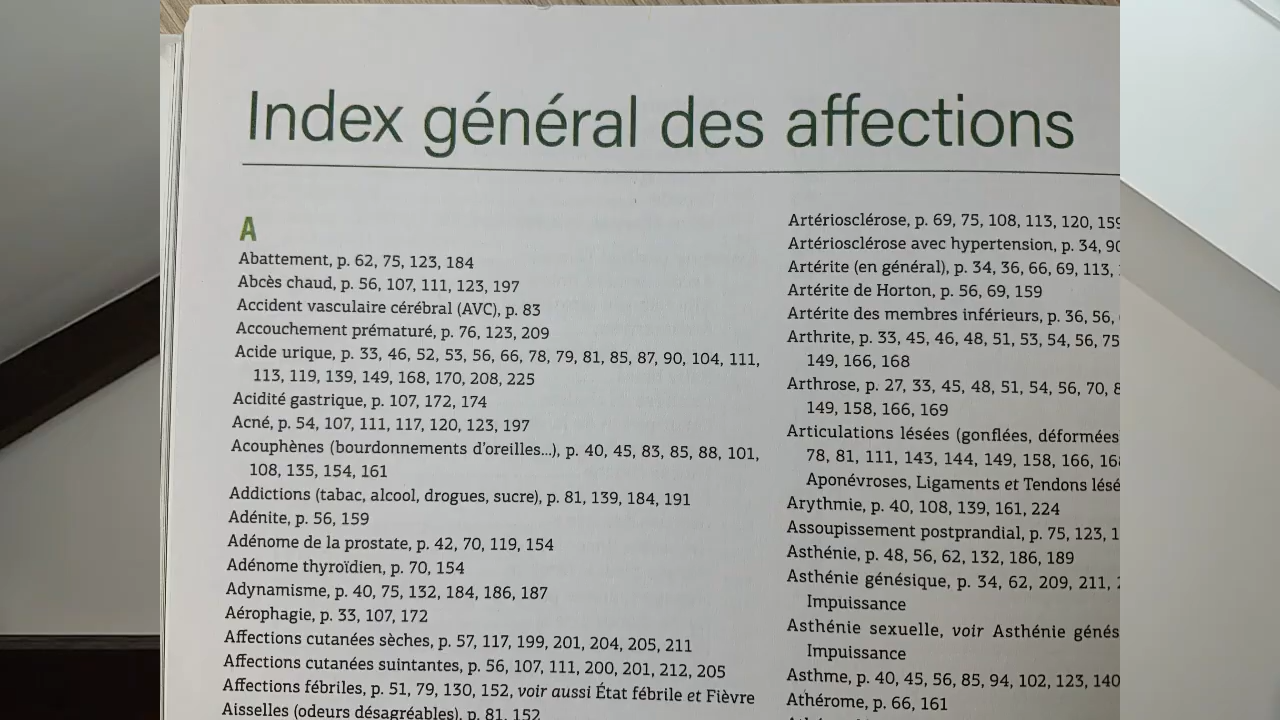 Index général des affections
A
Abattement, p. 62, 75, 123, 184
Abcès chaud, p. 56, 107, 111, 123, 197
Accident vasculaire cérébral (AVC), p. 83
Accouchement prématuré, p. 76, 123, 209
Acide urique, p. 33, 46, 52, 53, 56, 66, 78, 79, 81, 85, 87, 90, 104, 111,
113, 119, 139, 149, 168, 170, 208, 225
Acidité gastrique, p. 107, 172, 174
Acné, p. 54, 107, 111, 117, 120, 123, 197
Acouphènes (bourdonnements d'oreilles...), p. 40, 45, 83, 85, 88, 101,
108, 135, 154, 161
Addictions (tabac, alcool, drogues, sucre), p. 81, 139, 184, 191
Adénite, p. 56, 159
Adénome de la prostate, p. 42, 70, 119, 154
Adénome thyroïdien, p. 70, 154
Adynamisme, p. 40, 75, 132, 184, 186, 187
Aérophagie, p. 33, 107, 172
Affections cutanées sèches, p. 57, 117, 199, 201, 204, 205, 211
Affections cutanées suintantes, p. 56, 107, 111, 200, 201, 212, 205
Affections fébriles, p. 51, 79, 130, 152, voir aussi État fébrile et Fièvre
Aisselles (odeurs désagréables), p. 81, 152
Artériosclérose, p. 69, 75, 108, 113, 120, 159
Artériosclérose avec hypertension, p. 34, 90
Artérite (en général), p. 34, 36, 66, 69, 113,
Artérite de Horton, p. 56, 69, 159
Artérite des membres inférieurs, p. 36, 56,
Arthrite, p. 33, 45, 46, 48, 51, 53, 54, 56, 75
149, 166, 168
Arthrose, p. 27, 33, 45, 48, 51, 54, 56, 70,
149, 158, 166, 169
Articulations lésées (gonflées, déformées
78, 81, 111, 143, 144, 149, 158, 166,
Aponévroses, Ligaments et Tendons lésé
Arythmie, p. 40, 108, 139, 161, 224
Assoupissement postprandial, p. 75, 123,
Asthénie, p. 48, 56, 62, 132, 186, 189
Asthénie génésique, p. 34, 62, 209, 211,
Impuissance
Asthénie sexuelle, voir Asthénie génés
Impuissance
Asthme, p. 40, 45, 56, 85, 94, 102, 123, 140
Athérome, p. 66, 161